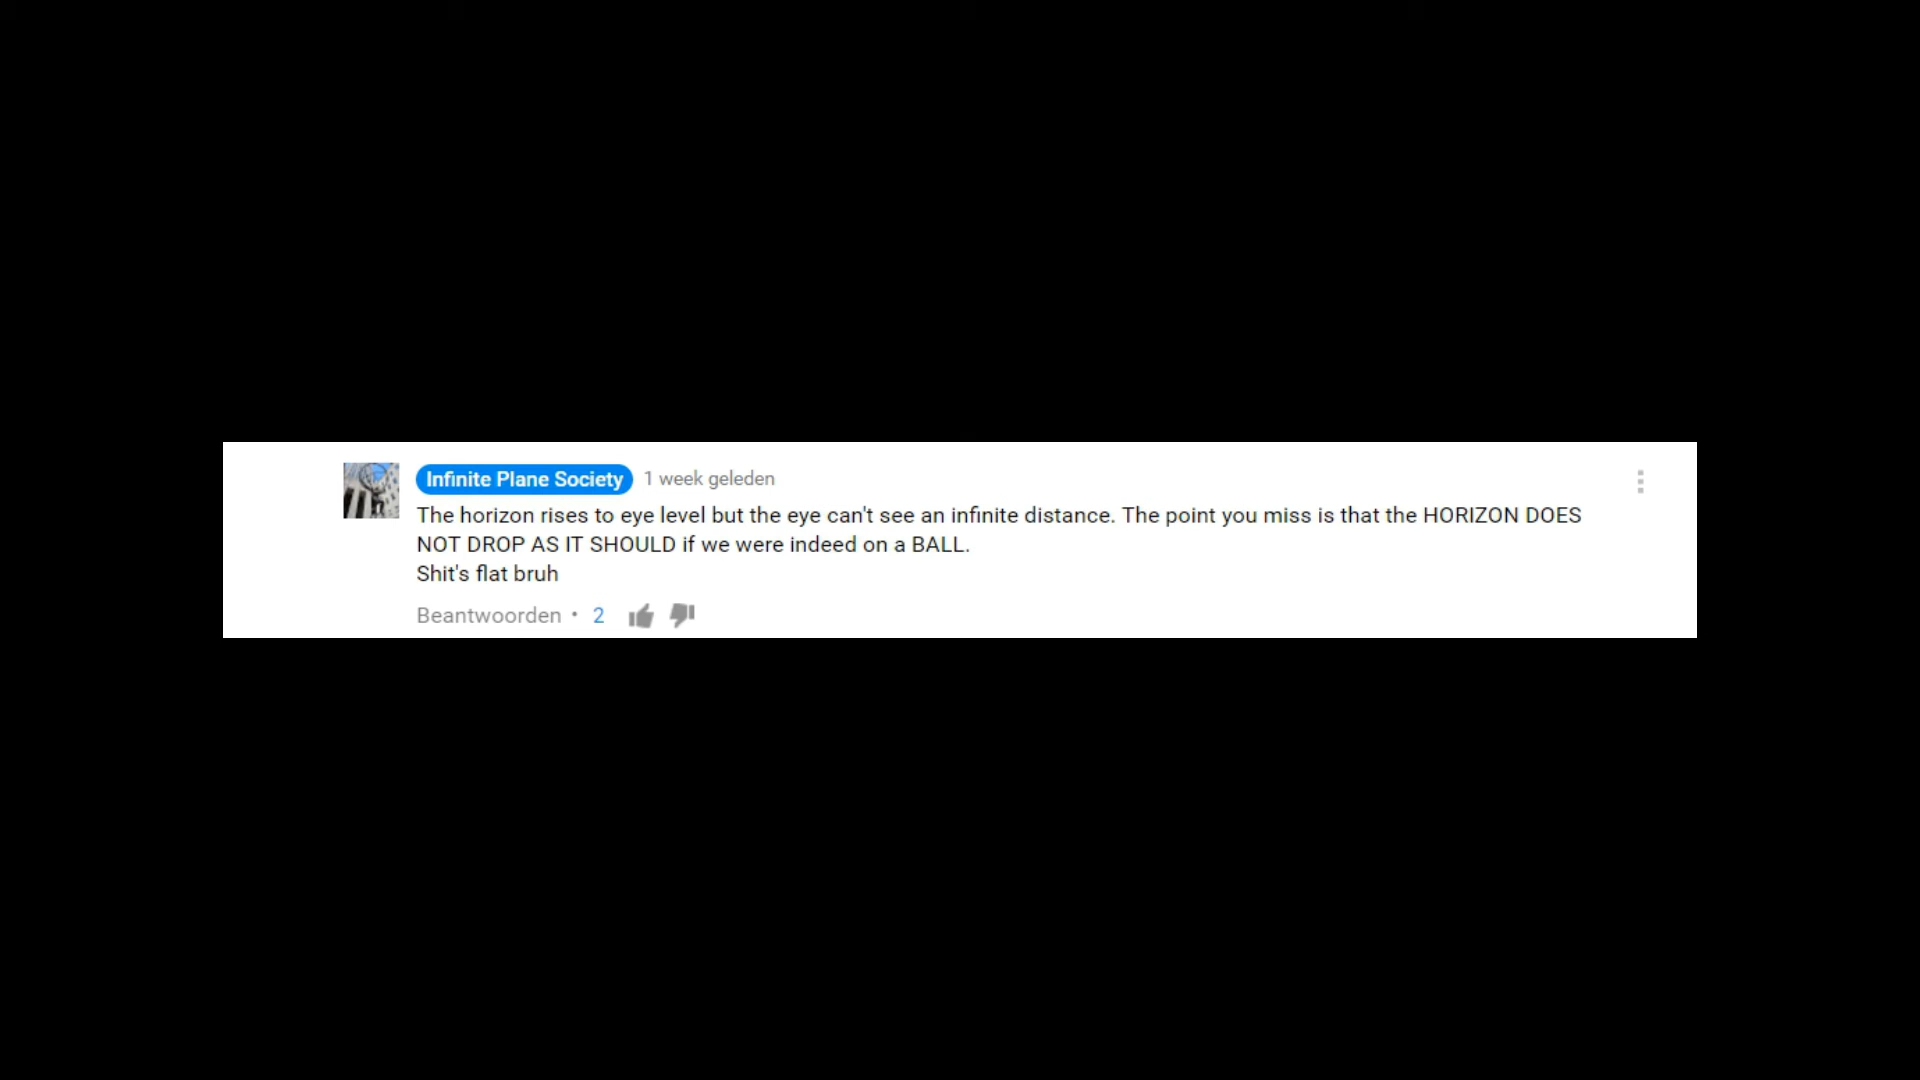 Infinite Plane Society 1 week geleden
The horizon rises to eye level but the eye can't see an infinite distance. The point you miss is that the HORIZON DOES
NOT DROP AS IT SHOULD if we were indeed on a BALL.
Shit's flat bruh
Beantwoorden • 2